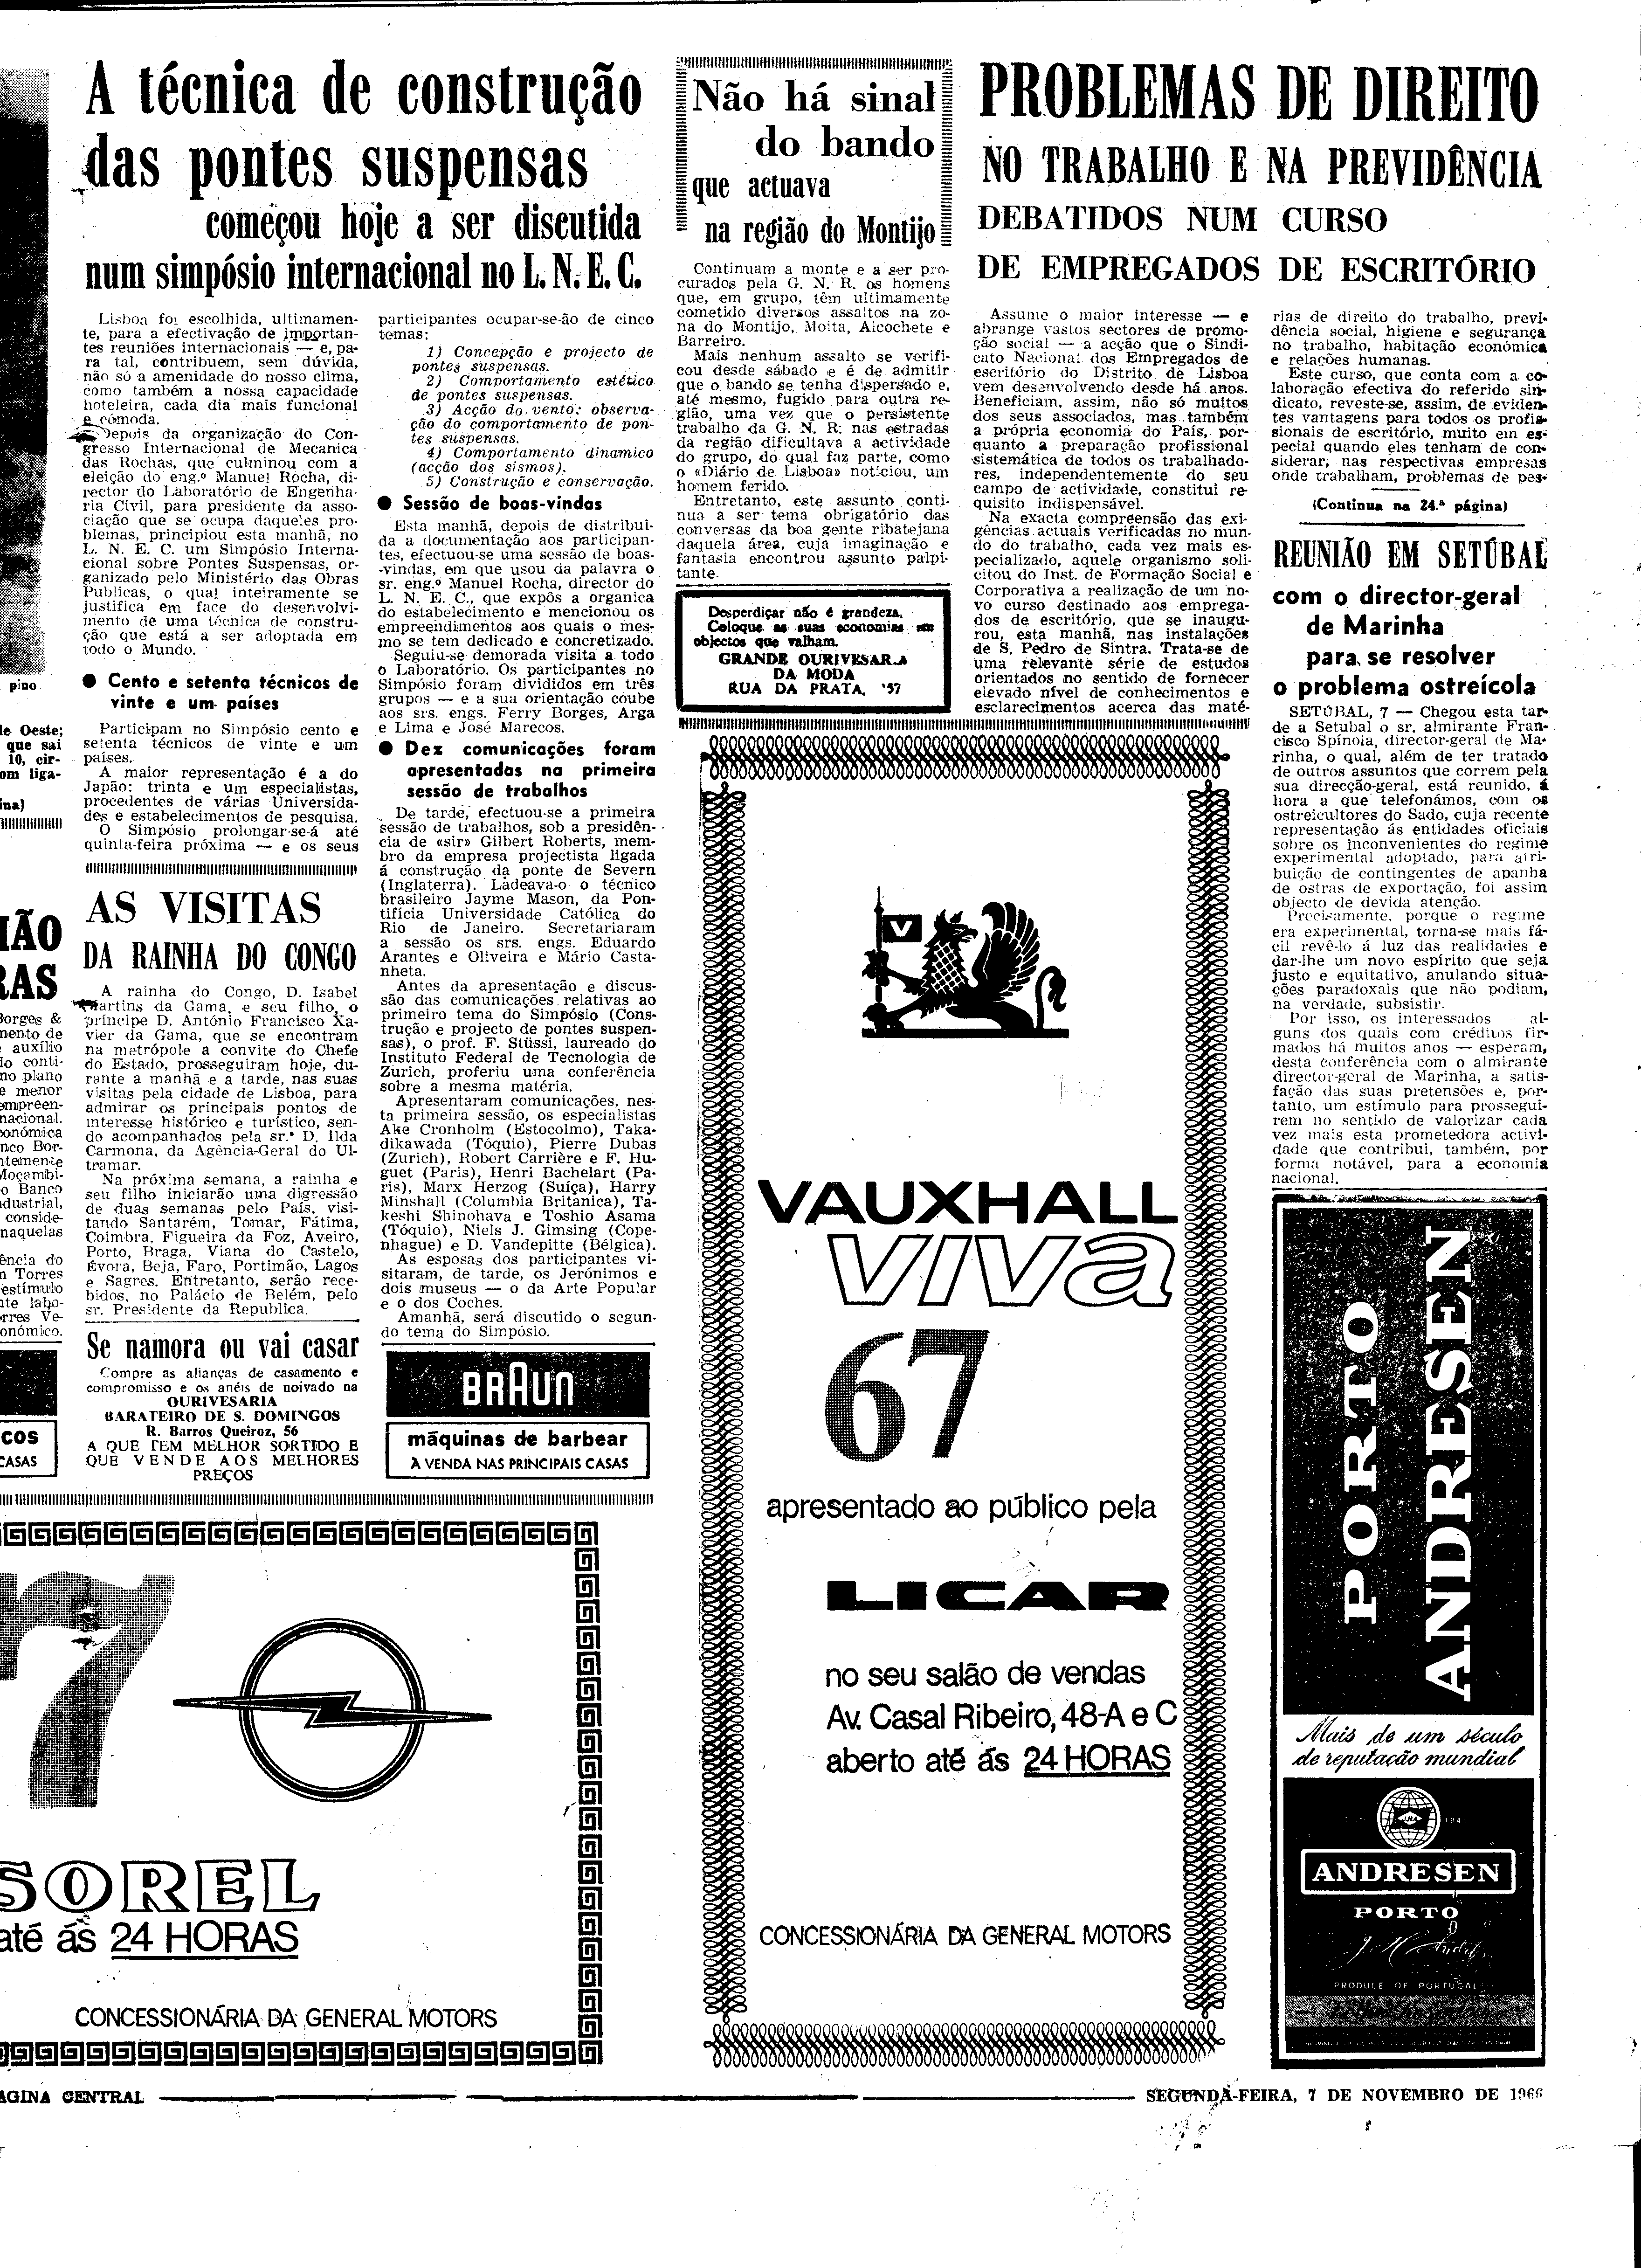 A técnica de construção
das pontes suspensas
começou hoje a ser discutida
num simpósio internacional no L. N. E. C.
Lisboa foi escolhida, ultimamen-
te, para a efectivação de importan-
tes reuniões internacionais — e, pa-
ra tal, contribuem, sem dúvida,
não só a amenidade do nosso clima,
como também a nossa capacidade
hoteleira, cada dia mais funcional
e cómoda.
Depois da organização do Con-
gresso Internacional de Mecanica
das Rochas, que culminou com a
eleição do eng.º Manuel Rocha, di-
rector do Laboratório de Engenha-
ria Civil, para presidente da asso-
ciação que se ocupa daqueles pro-
blemas, principiou esta manhã, no
L. N. E. C. um Simpósio Interna-
cional sobre Pontes Suspensas, or-
ganizado pelo Ministério das Obras
Publicas, o qual inteiramente se
justifica em face do desenvolvi-
mento de uma técnica de constru-
ção que está a ser adoptada em
todo o Mundo.
● Cento e setenta técnicos de
vinte e um países
Participam no Simpósio cento e
setenta técnicos de vinte e um
países.
A maior representação é a do
Japão: trinta e um especialistas,
procedentes de várias Universida-
des e estabelecimentos de pesquisa.
O Simpósio prolongar-se-á até
quinta-feira próxima — e os seus
participantes ocupar-se-ão de cinco
temas:
1) Concepção e projecto de
pontes suspensas.
2) Comportamento estético
de pontes suspensas.
3) Acção do vento: observa-
ção do comportamento de pon-
tes suspensas.
4) Comportamento dinamico
(acção dos sismos).
5) Construção e conservação.
● Sessão de boas-vindas
Esta manhã, depois de distribuí-
da a documentação aos participan-
tes, efectuou-se uma sessão de boas-
-vindas, em que usou da palavra o
sr. eng.º Manuel Rocha, director do
L. N. E. C., que expôs a organica
do estabelecimento e mencionou os
empreendimentos aos quais o mes-
mo se tem dedicado e concretizado.
Seguiu-se demorada visita a todo
o Laboratório. Os participantes no
Simpósio foram divididos em três
grupos — e a sua orientação coube
aos srs. engs. Ferry Borges, Arga
e Lima e José Marecos.
● Dez comunicações foram
apresentadas na primeira
sessão de trabalhos
De tarde, efectuou-se a primeira
sessão de trabalhos, sob a presidên-
cia de «sir» Gilbert Roberts, mem-
bro da empresa projectista ligada
á construção da ponte de Severn
(Inglaterra). Ladeava-o o técnico
brasileiro Jayme Mason, da Pon-
tifícia Universidade Católica do
Rio de Janeiro. Secretariaram
a sessão os srs. engs. Eduardo
Arantes e Oliveira e Mário Casta-
nheta.
Antes da apresentação e discus-
são das comunicações relativas ao
primeiro tema do Simpósio (Cons-
trução e projecto de pontes suspen-
sas), o prof. F. Stüssi, laureado do
Instituto Federal de Tecnologia de
Zurich, proferiu uma conferência
sobre a mesma matéria.
Apresentaram comunicações, nes-
ta primeira sessão, os especialistas
Ake Cronholm (Estocolmo), Taka-
dikawada (Tóquio), Pierre Dubas
(Zurich), Robert Carrière e F. Hu-
guet (Paris), Henri Bachelart (Pa-
ris), Marx Herzog (Suiça), Harry
Minshall (Columbia Britanica), Ta-
keshi Shinohava e Toshio Asama
(Tóquio), Niels J. Gimsing (Cope-
nhague) e D. Vandepitte (Bélgica).
As esposas dos participantes vi-
sitaram, de tarde, os Jerónimos e
dois museus — o da Arte Popular
e o dos Coches.
Amanhã, será discutido o segun-
do tema do Simpósio.
AS VISITAS
DA RAINHA DO CONGO
A rainha do Congo, D. Isabel
Martins da Gama, e seu filho, o
príncipe D. António Francisco Xa-
vier da Gama, que se encontram
na metrópole a convite do Chefe
do Estado, prosseguiram hoje, du-
rante a manhã e a tarde, nas suas
visitas pela cidade de Lisboa, para
admirar os principais pontos de
interesse histórico e turístico, sen-
do acompanhados pela sr.ª D. Ilda
Carmona, da Agência-Geral do Ul-
tramar.
Na próxima semana, a rainha e
seu filho iniciarão uma digressão
de duas semanas pelo País, visi-
tando Santarém, Tomar, Fátima,
Coimbra, Figueira da Foz, Aveiro,
Porto, Braga, Viana do Castelo,
Évora, Beja, Faro, Portimão, Lagos
e Sagres. Entretanto, serão rece-
bidos, no Palácio de Belém, pelo
sr. Presidente da Republica.
Se namora ou vai casar
Compre as alianças de casamento e
compromisso e os anéis de noivado na
OURIVESARIA
BARATEIRO DE S. DOMINGOS
R. Barros Queiroz, 56
A QUE TEM MELHOR SORTIDO E
QUE VENDE AOS MELHORES
PREÇOS
BRAUN
máquinas de barbear
À VENDA NAS PRINCIPAIS CASAS
Não há sinal
do bando
que actuava
na região do Montijo
Continuam a monte e a ser pro-
curados pela G. N. R. os homens
que, em grupo, têm ultimamente
cometido diversos assaltos na zo-
na do Montijo, Moita, Alcochete e
Barreiro.
Mais nenhum assalto se verifi-
cou desde sábado e é de admitir
que o bando se tenha dispersado e,
até mesmo, fugido para outra re-
gião, uma vez que o persistente
trabalho da G. N. R. nas estradas
da região dificultava a actividade
do grupo, do qual faz parte, como
o «Diário de Lisboa» noticiou, um
homem ferido.
Entretanto, este assunto conti-
nua a ser tema obrigatório das
conversas da boa gente ribatejana
daquela área, cuja imaginação e
fantasia encontrou assunto palpi-
tante.
Desperdiçar não é grandeza.
Coloque as suas economias em
objectos que valham.
GRANDE OURIVESARIA
DA MODA
RUA DA PRATA, 257
PROBLEMAS DE DIREITO
NO TRABALHO E NA PREVIDÊNCIA
DEBATIDOS NUM CURSO
DE EMPREGADOS DE ESCRITÓRIO
Assume o maior interesse — e
abrange vastos sectores de promo-
ção social — a acção que o Sindi-
cato Nacional dos Empregados de
escritório do Distrito de Lisboa
vem desenvolvendo desde há anos.
Beneficiam, assim, não só muitos
dos seus associados, mas também
a própria economia do País, por-
quanto a preparação profissional
sistemática de todos os trabalhado-
res, independentemente do seu
campo de actividade, constitui re-
quisito indispensável.
Na exacta compreensão das exi-
gências actuais verificadas no mun-
do do trabalho, cada vez mais es-
pecializado, aquele organismo soli-
citou do Inst. de Formação Social e
Corporativa a realização de um no-
vo curso destinado aos emprega-
dos de escritório, que se inaugu-
rou, esta manhã, nas instalações
de S. Pedro de Sintra. Trata-se de
uma relevante série de estudos
orientados no sentido de fornecer
elevado nível de conhecimentos e
esclarecimentos acerca das maté-
rias de direito do trabalho, previ-
dência social, higiene e segurança
no trabalho, habitação económica
e relações humanas.
Este curso, que conta com a co-
laboração efectiva do referido sin-
dicato, reveste-se, assim, de eviden-
tes vantagens para todos os profis-
sionais de escritório, muito em es-
pecial quando eles tenham de con-
siderar, nas respectivas empresas
onde trabalham, problemas de pes-
(Continua na 24.ª página)
REUNIÃO EM SETÚBAL
com o director-geral
de Marinha
para se resolver
o problema ostreícola
SETÚBAL, 7 — Chegou esta tar-
de a Setubal o sr. almirante Fran-
cisco Spínola, director-geral de Ma-
rinha, o qual, além de ter tratado
de outros assuntos que correm pela
sua direcção-geral, está reunido, á
hora a que telefonámos, com os
ostreicultores do Sado, cuja recente
representação ás entidades oficiais
sobre os inconvenientes do regime
experimental adoptado, para atri-
buição de contingentes de apanha
de ostras de exportação, foi assim
objecto de devida atenção.
Precisamente, porque o regime
era experimental, torna-se mais fá-
cil revê-lo á luz das realidades e
dar-lhe um novo espírito que seja
justo e equitativo, anulando situa-
ções paradoxais que não podiam,
na verdade, subsistir.
Por isso, os interessados - al-
guns dos quais com créditos fir-
mados há muitos anos — esperam,
desta conferência com o almirante
director-geral de Marinha, a satis-
fação das suas pretensões e, por-
tanto, um estímulo para prossegui-
rem no sentido de valorizar cada
vez mais esta prometedora activi-
dade que contribui, também, por
forma notável, para a economia
nacional.
V
VAUXHALL
viva
67
apresentado ao público pela
LICAR
no seu salão de vendas
Av. Casal Ribeiro, 48-A e C
aberto até ás 24 HORAS
CONCESSIONÁRIA DA GENERAL MOTORS
PORTO
ANDRESEN
Mais de um século
de reputação mundial
ANDRESEN
PORTO
PRODUCE OF PORTUGAL
pino
le Oeste;
que sai
10, cir-
om liga-
ina)
IÃO
RAS
Borges &
mento de
auxílio
do conti-
no plano
e menor
empreen-
nacional.
onómica
nco Bor-
ntemente
Moçambi-
o Banco
dustrial,
conside-
naquelas
ência do
n Torres
estímulo
te labo-
rres Ve-
onómico.
COS
CASAS
7
SOREL
até ás 24 HORAS
CONCESSIONÁRIA DA GENERAL MOTORS
AGINA CENTRAL
SEGUNDA-FEIRA, 7 DE NOVEMBRO DE 1966